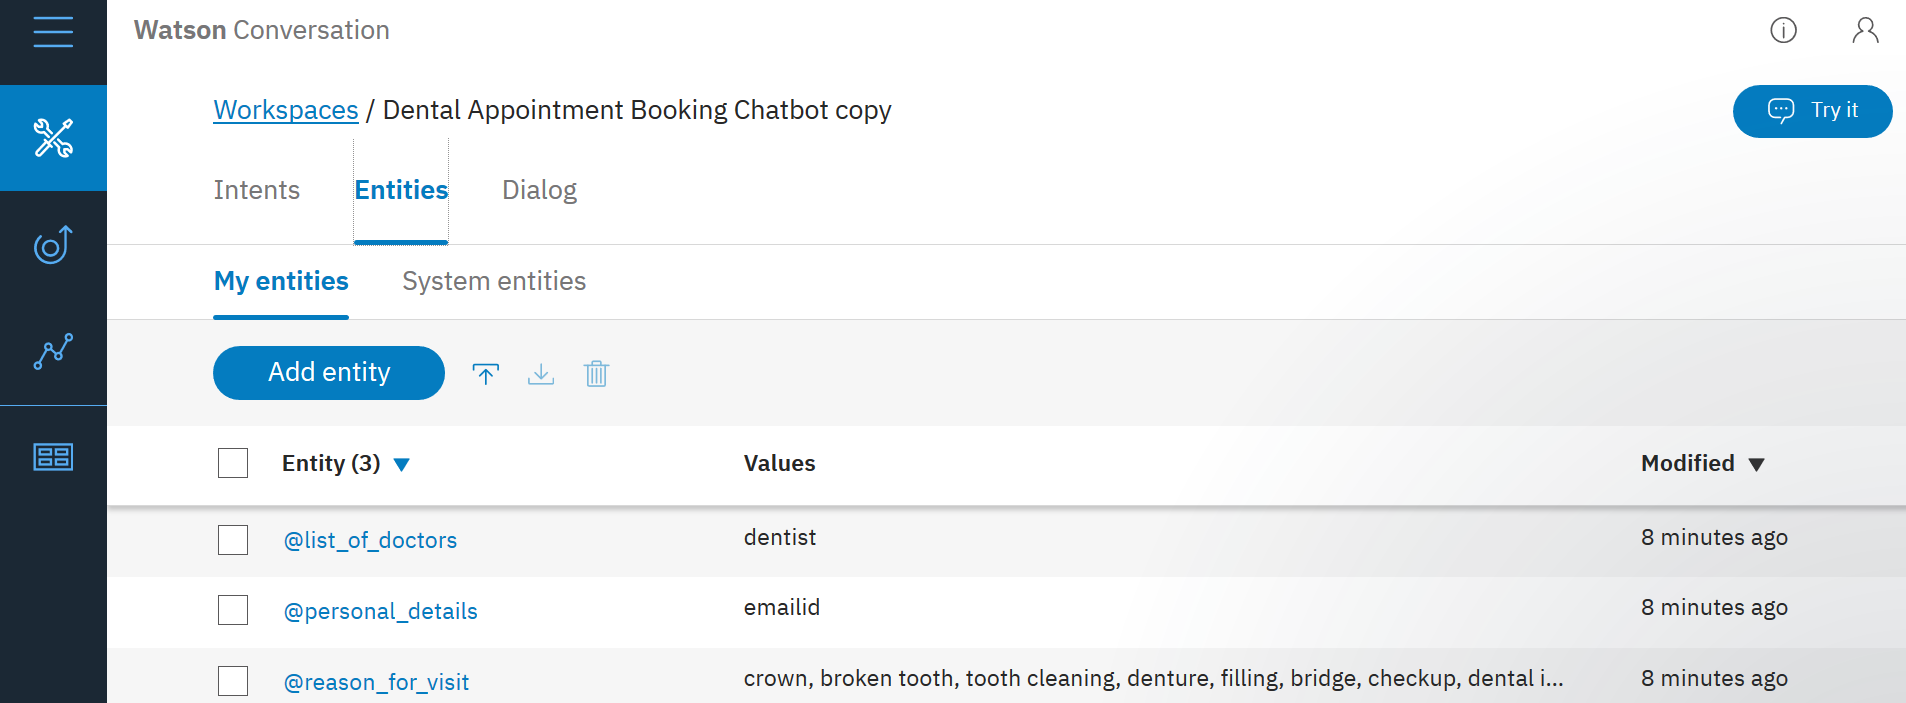 Watson Conversation
Workspaces / Dental Appointment Booking Chatbot copy
Try it
Intents Entities Dialog
My entities System entities
Add entity
Entity (3) Values Modified
@list_of_doctors dentist 8 minutes ago
@personal_details emailid 8 minutes ago
@reason_for_visit crown, broken tooth, tooth cleaning, denture, filling, bridge, checkup, dental i... 8 minutes ago